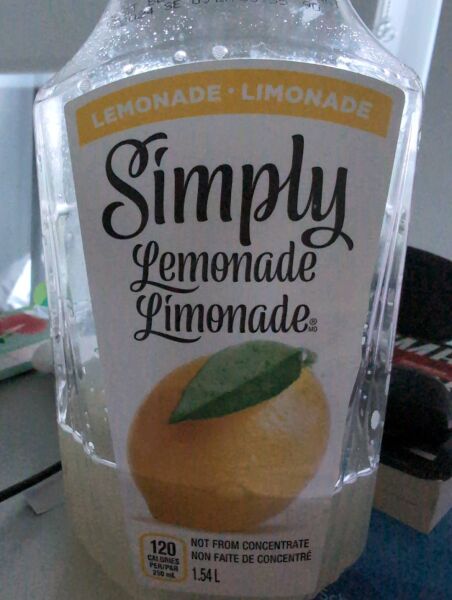 LEMONADE • LIMONADE
Simply
Lemonade
Limonade®
MD
120
CALORIES
PER/PAR
250 mL
NOT FROM CONCENTRATE
NON FAITE DE CONCENTRÉ
1.54 L